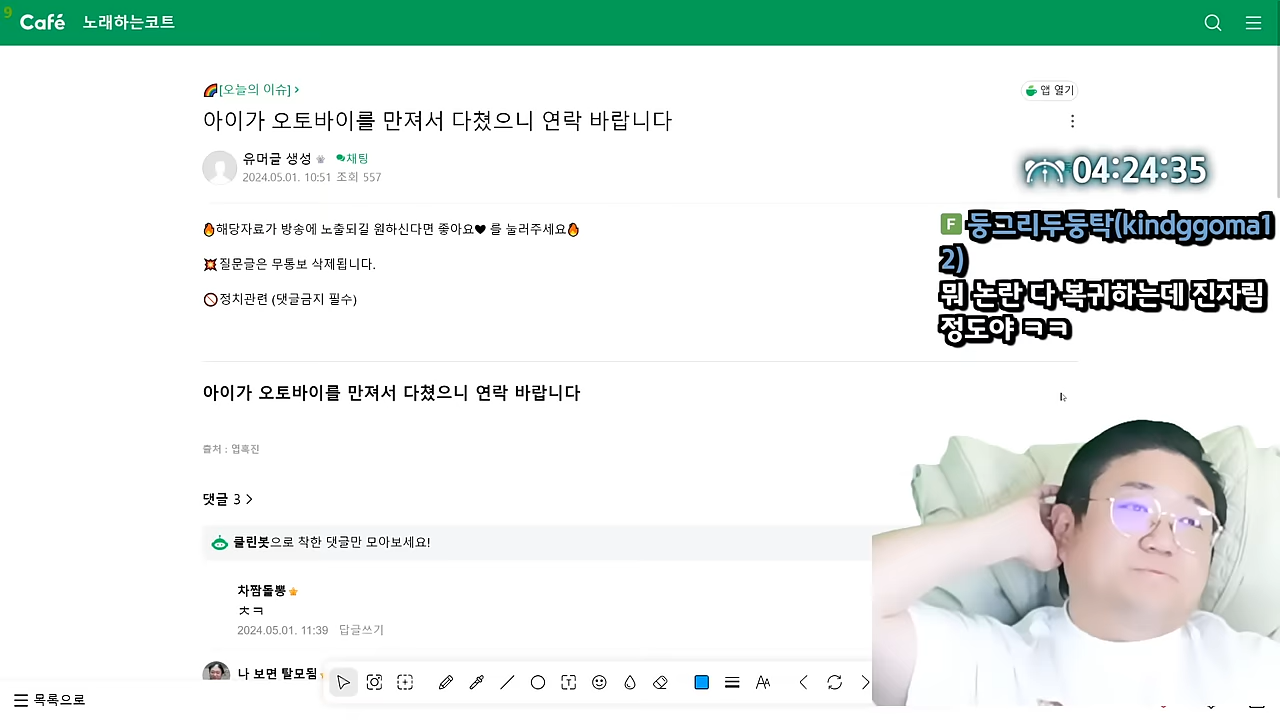 9
Café 노래하는코트
🌈[오늘의 이슈] >
앱 열기
아이가 오토바이를 만져서 다쳤으니 연락 바랍니다
유머글 생성 채팅
2024.05.01. 10:51 조회 557
04:24:35
🔥해당자료가 방송에 노출되길 원하신다면 좋아요🖤 를 눌러주세요🔥
💥질문글은 무통보 삭제됩니다.
🚫정치관련 (댓글금지 필수)
F 둥그리두둥탁(kindggoma1
2)
뭐 논란 다 복귀하는데 진자림
정도야 ㅋㅋ
아이가 오토바이를 만져서 다쳤으니 연락 바랍니다
출처 : 엽혹진
댓글 3 >
클린봇으로 착한 댓글만 모아보세요!
차짬돌뽕
ㅊㅋ
2024.05.01. 11:39 답글쓰기
나 보면 탈모됨
목록으로